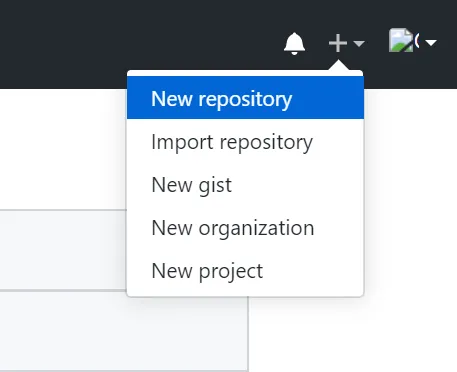 New repository
Import repository
New gist
New organization
New project